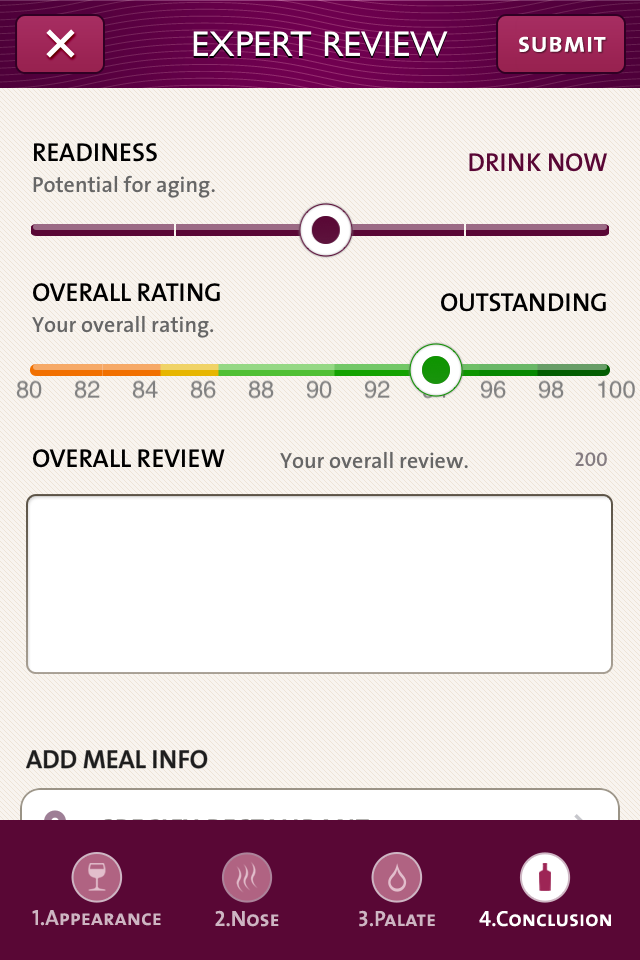 EXPERT REVIEW
SUBMIT
READINESS
DRINK NOW
Potential for aging.
OVERALL RATING
OUTSTANDING
Your overall rating.
80 82 84 86 88 90 92 94 96 98 100
OVERALL REVIEW Your overall review. 200
ADD MEAL INFO
1.APPEARANCE 2.NOSE 3.PALATE 4.CONCLUSION